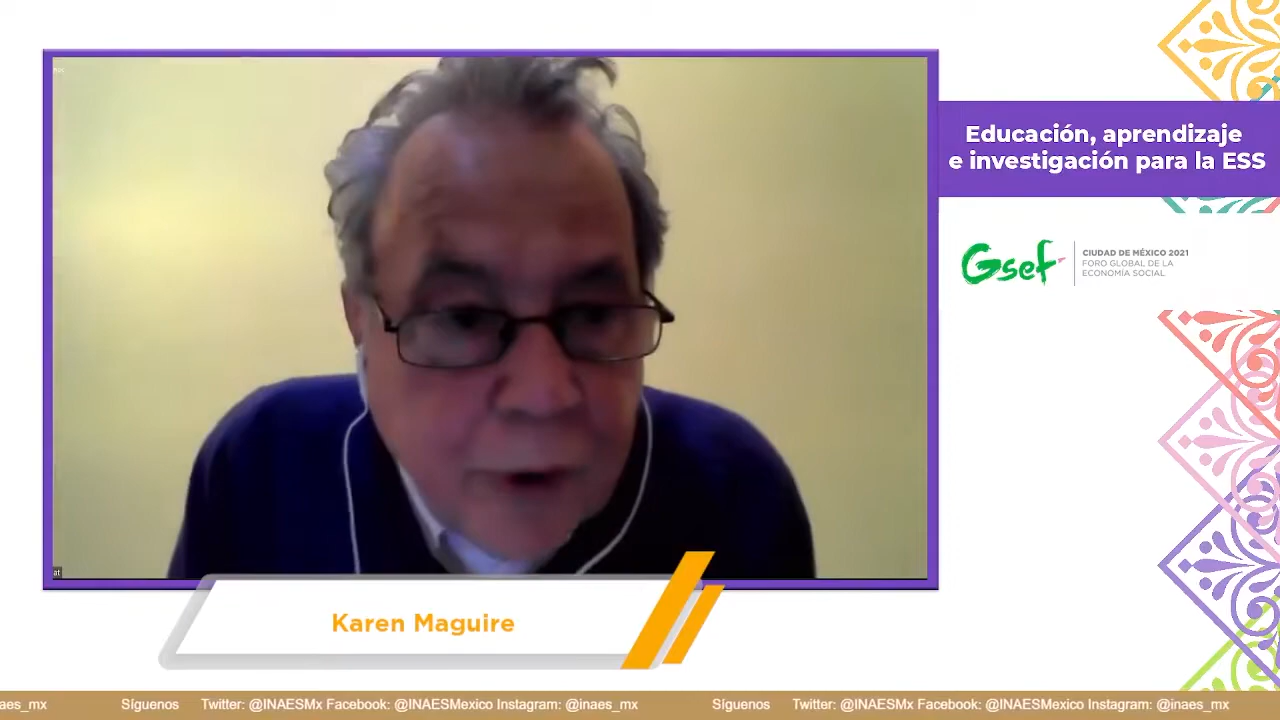 Educación, aprendizaje
e investigación para la ESS
Gsef
CIUDAD DE MÉXICO 2021
FORO GLOBAL DE LA
ECONOMÍA SOCIAL
Karen Maguire
aes_mx Síguenos Twitter: @INAESMx Facebook: @INAESMexico Instagram: @inaes_mx Síguenos Twitter: @INAESMx Facebook: @INAESMexico Instagram: @inaes_mx